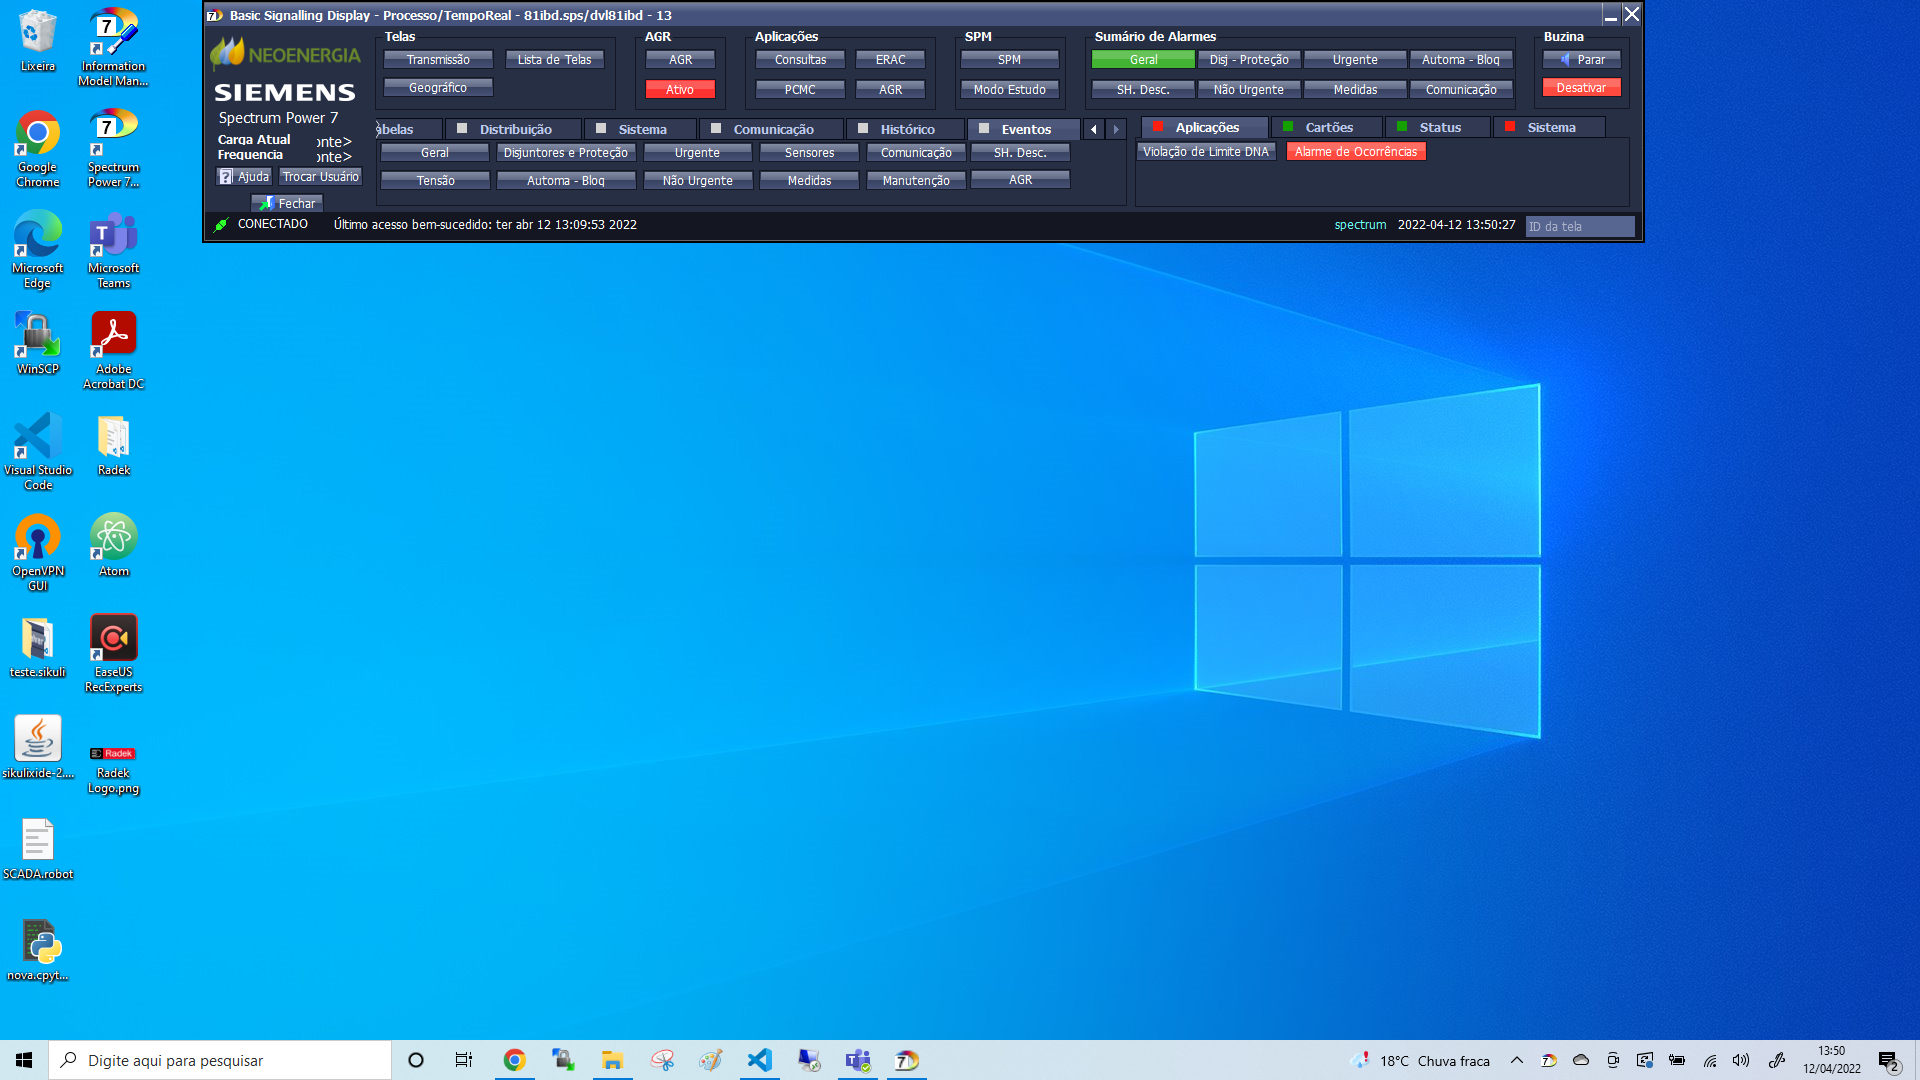 Basic Signalling Display - Processo/TempoReal - 81ibd.sps/dvl81ibd - 13
NEOENERGIA
SIEMENS
Spectrum Power 7
Carga Atual
onte>
Frequencia
onte>
Ajuda
Trocar Usuário
Fechar
Telas
Transmissão
Lista de Telas
Geográfico
AGR
AGR
Ativo
Aplicações
Consultas
ERAC
PCMC
AGR
SPM
SPM
Modo Estudo
Sumário de Alarmes
Geral
Disj - Proteção
Urgente
Automa - Bloq
SH. Desc.
Não Urgente
Medidas
Comunicação
Buzina
Parar
Desativar
abelas
Distribuição
Sistema
Comunicação
Histórico
Eventos
Geral
Disjuntores e Proteção
Urgente
Sensores
Comunicação
SH. Desc.
Tensão
Automa - Bloq
Não Urgente
Medidas
Manutenção
AGR
Aplicações
Cartões
Status
Sistema
Violação de Limite DNA
Alarme de Ocorrências
CONECTADO
Último acesso bem-sucedido: ter abr 12 13:09:53 2022
spectrum
2022-04-12 13:50:27
ID da tela
Lixeira
Information
Model Man...
Google
Chrome
Spectrum
Power 7...
Microsoft
Edge
Microsoft
Teams
WinSCP
Adobe
Acrobat DC
Visual Studio
Code
Radek
OpenVPN
GUI
Atom
teste.sikuli
EaseUS
RecExperts
sikulixide-2....
Radek
Radek
Logo.png
SCADA.robot
nova.cpyt...
Digite aqui para pesquisar
18°C Chuva fraca
13:50
12/04/2022
2